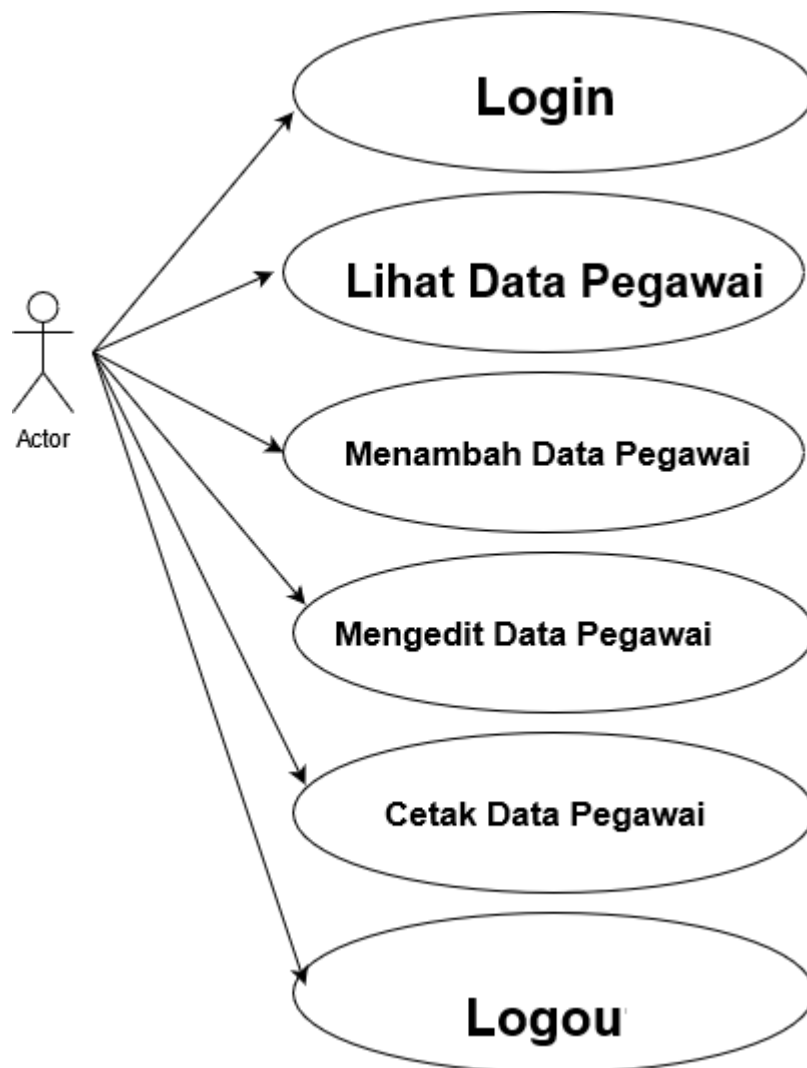 Login
Lihat Data Pegawai
Actor
Menambah Data Pegawai
Mengedit Data Pegawai
Cetak Data Pegawai
Logou